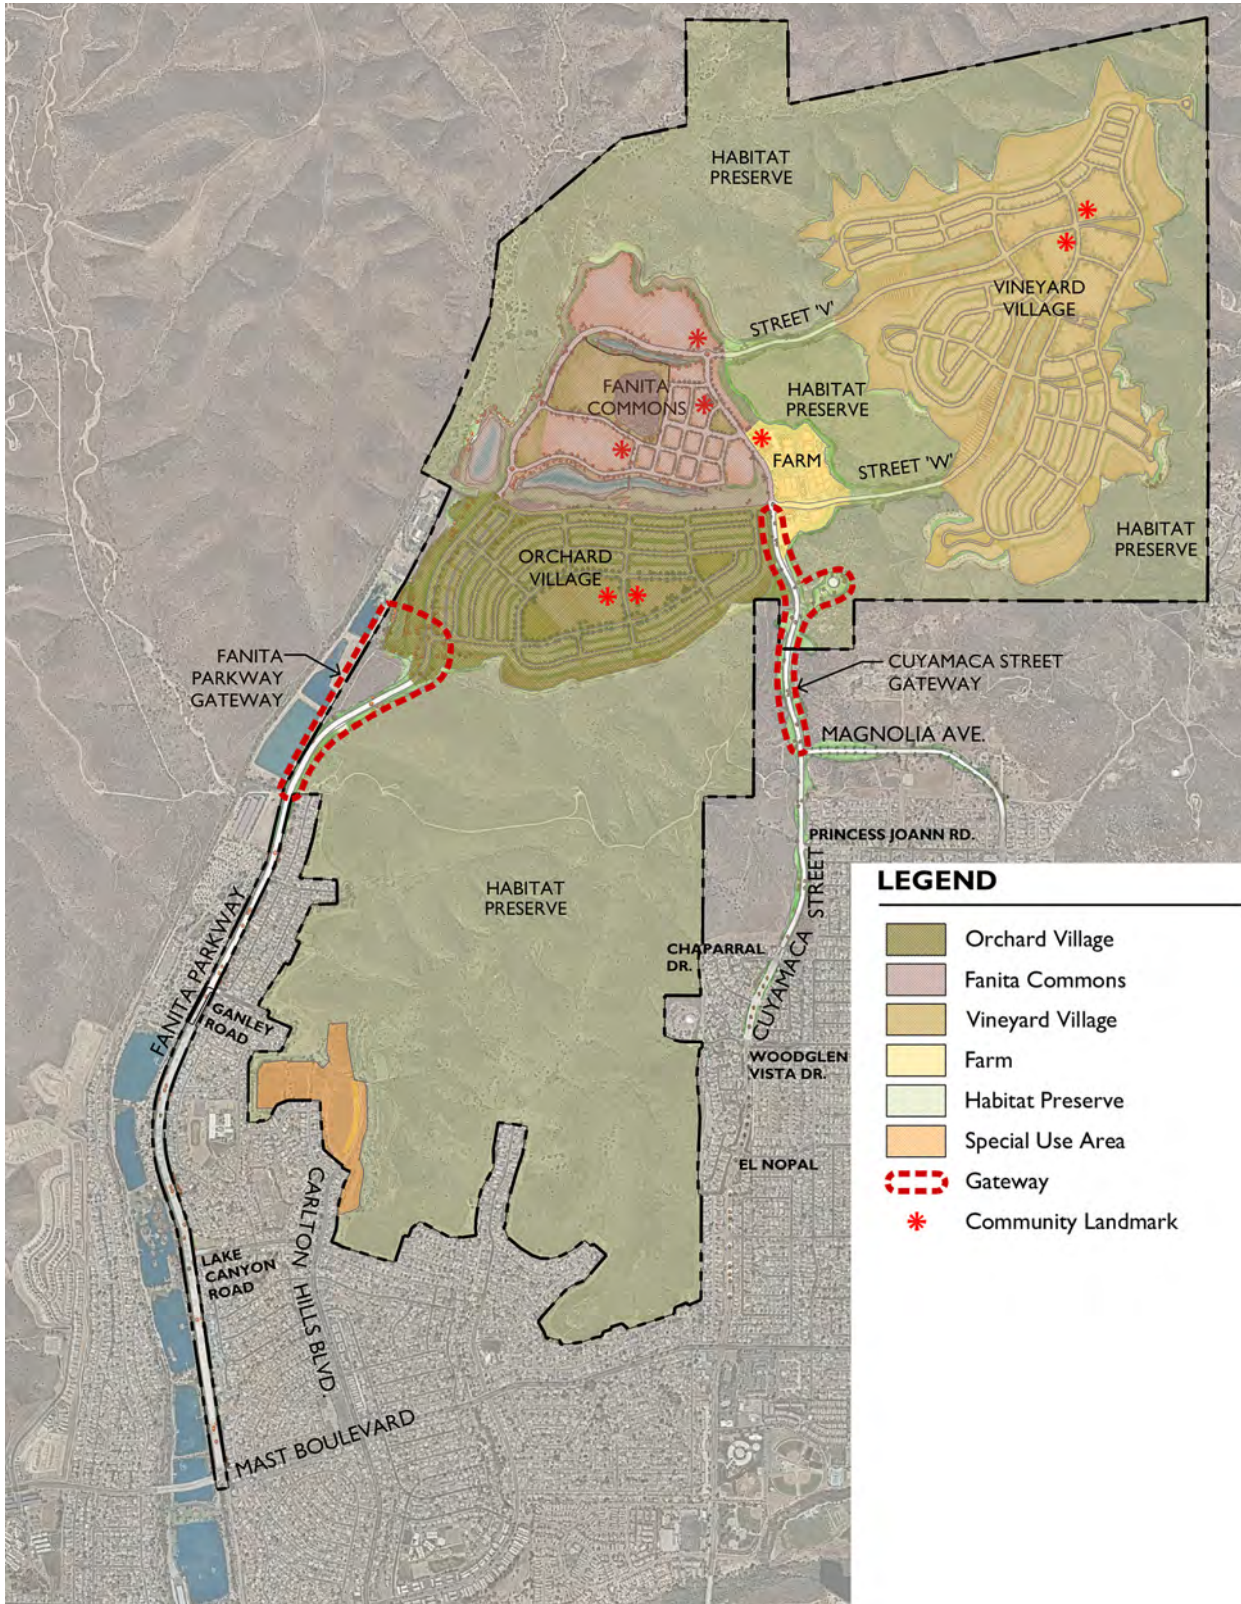 HABITAT
PRESERVE
VINEYARD
VILLAGE
STREET 'V'
FANITA
COMMONS
HABITAT
PRESERVE
FARM
STREET 'W'
HABITAT
PRESERVE
ORCHARD
VILLAGE
FANITA
PARKWAY
GATEWAY
CUYAMACA STREET
GATEWAY
MAGNOLIA AVE.
PRINCESS JOANN RD.
HABITAT
PRESERVE
CHAPARRAL
DR.
CUYAMACA STREET
FANITA PARKWAY
GANLEY
ROAD
WOODGLEN
VISTA DR.
EL NOPAL
CARLTON HILLS BLVD.
LAKE
CANYON
ROAD
MAST BOULEVARD
LEGEND
Orchard Village
Fanita Commons
Vineyard Village
Farm
Habitat Preserve
Special Use Area
Gateway
Community Landmark